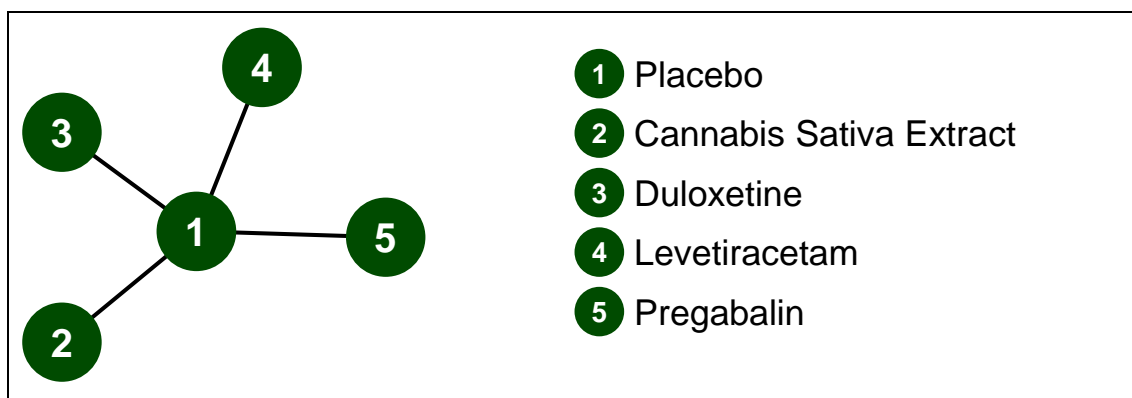 4
3
1
5
2
1 Placebo
2 Cannabis Sativa Extract
3 Duloxetine
4 Levetiracetam
5 Pregabalin